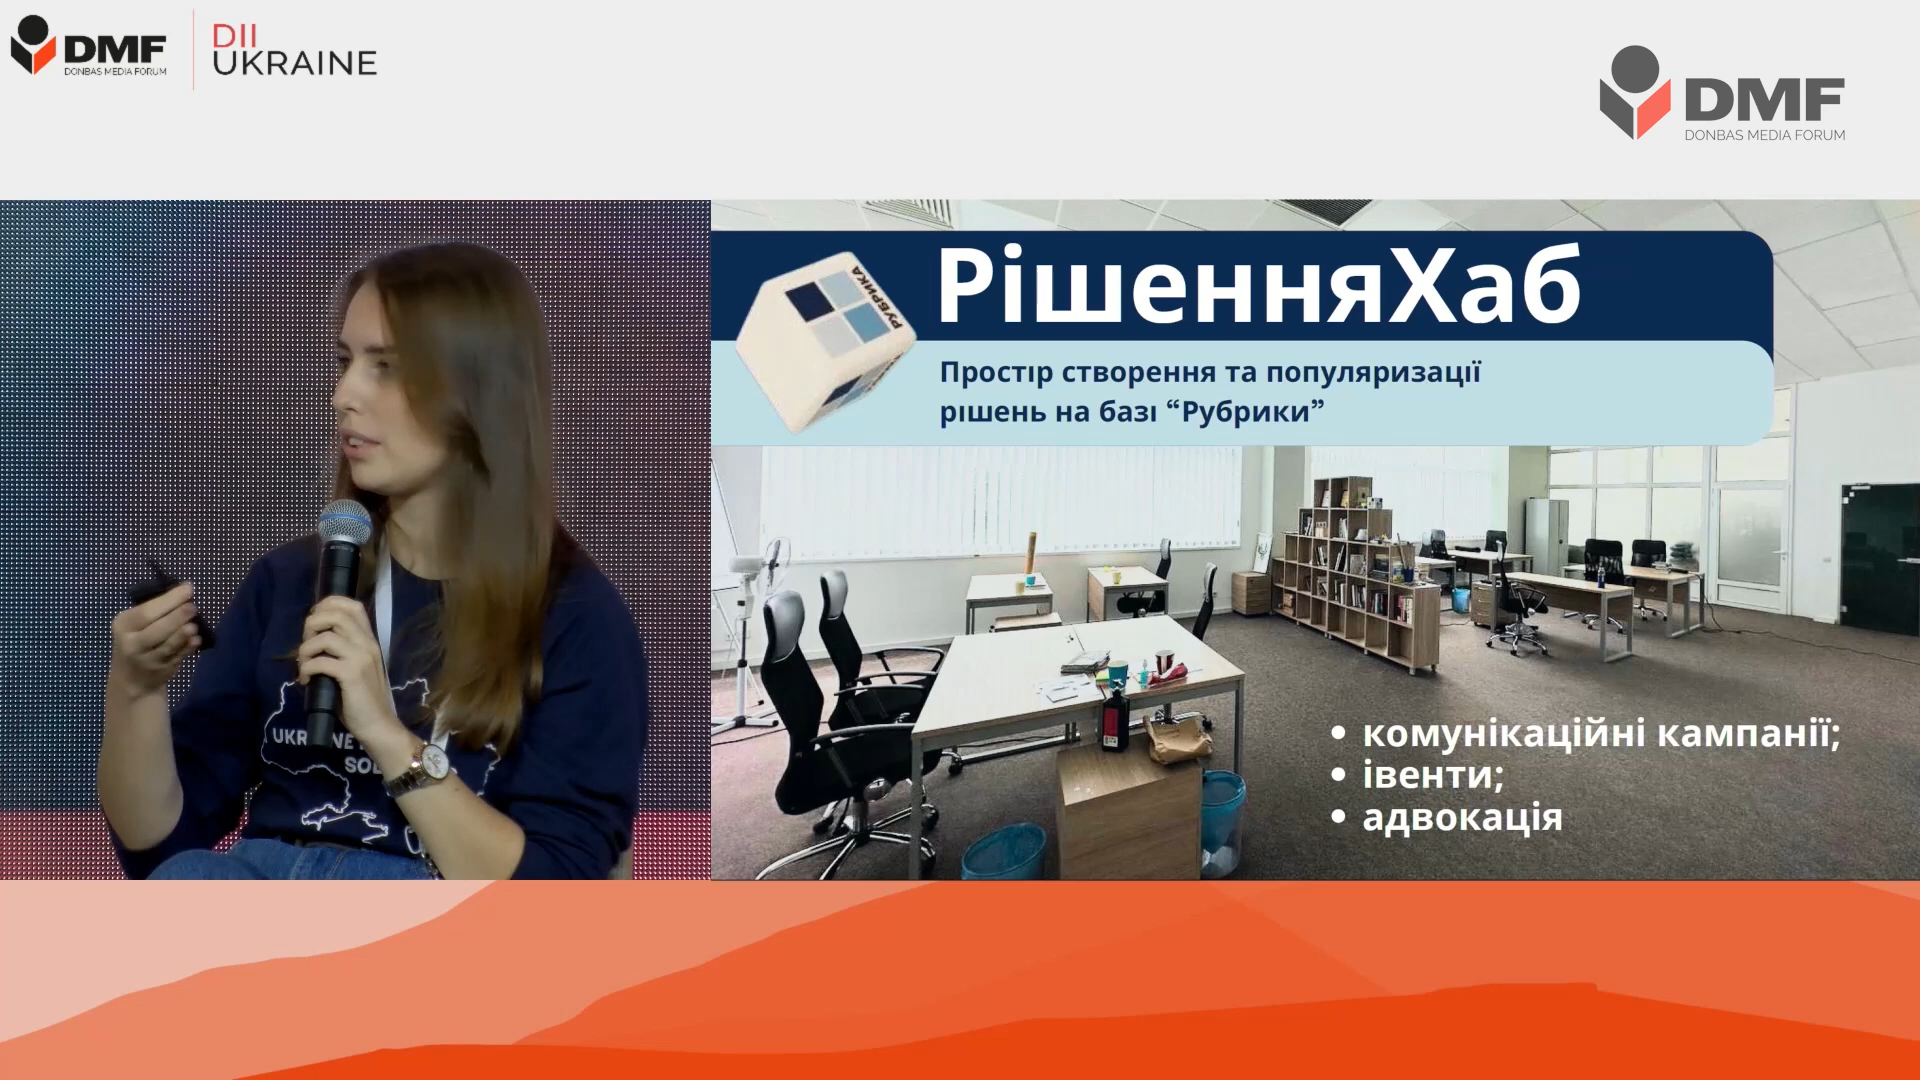 DMF
DONBAS MEDIA FORUM
DII
UKRAINE
DMF
DONBAS MEDIA FORUM
РУБРИКА
РішенняХаб
Простір створення та популяризації
рішень на базі “Рубрики”
комунікаційні кампанії;
івенти;
адвокація